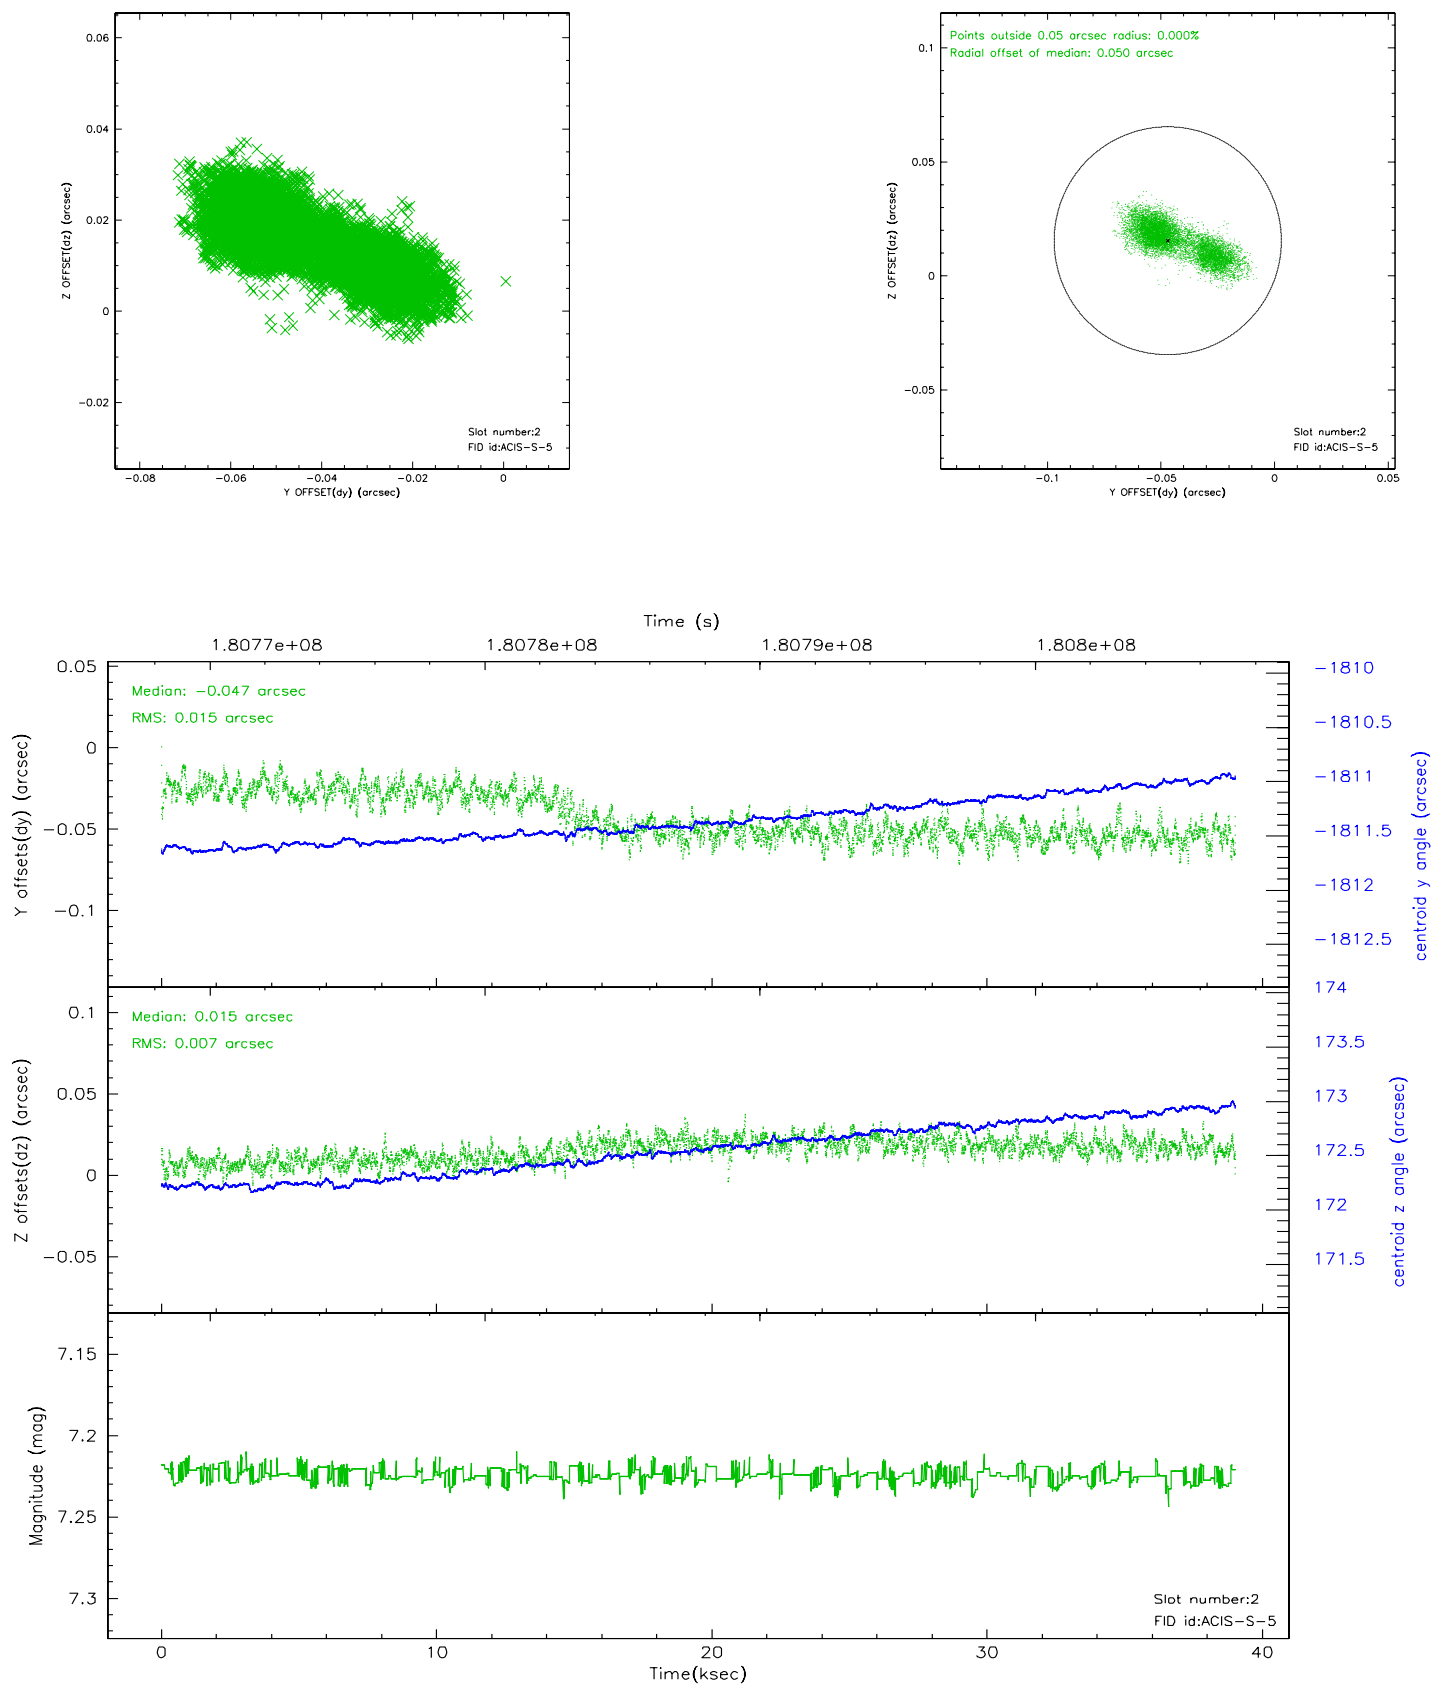 0.06
0.04
0.02
0
−0.02
Z OFFSET(dz) (arcsec)
Slot number:2
FID id:ACIS−S−5
−0.08
−0.06
−0.04
−0.02
0
Y OFFSET(dy) (arcsec)
Points outside 0.05 arcsec radius: 0.000%
Radial offset of median: 0.050 arcsec
0.1
0.05
0
−0.05
Z OFFSET(dz) (arcsec)
Slot number:2
FID id:ACIS−S−5
−0.1
−0.05
0
0.05
Y OFFSET(dy) (arcsec)
Time (s)
1.8077e+08
1.8078e+08
1.8079e+08
1.808e+08
0.05
0
−0.05
−0.1
Y offsets(dy) (arcsec)
Median: −0.047 arcsec
RMS: 0.015 arcsec
−1810
−1810.5
−1811
−1811.5
−1812
−1812.5
centroid y angle (arcsec)
0.1
0.05
0
−0.05
Z offsets(dz) (arcsec)
Median: 0.015 arcsec
RMS: 0.007 arcsec
174
173.5
173
172.5
172
171.5
centroid z angle (arcsec)
7.15
7.2
7.25
7.3
Magnitude (mag)
Slot number:2
FID id:ACIS−S−5
0
10
20
30
40
Time(ksec)